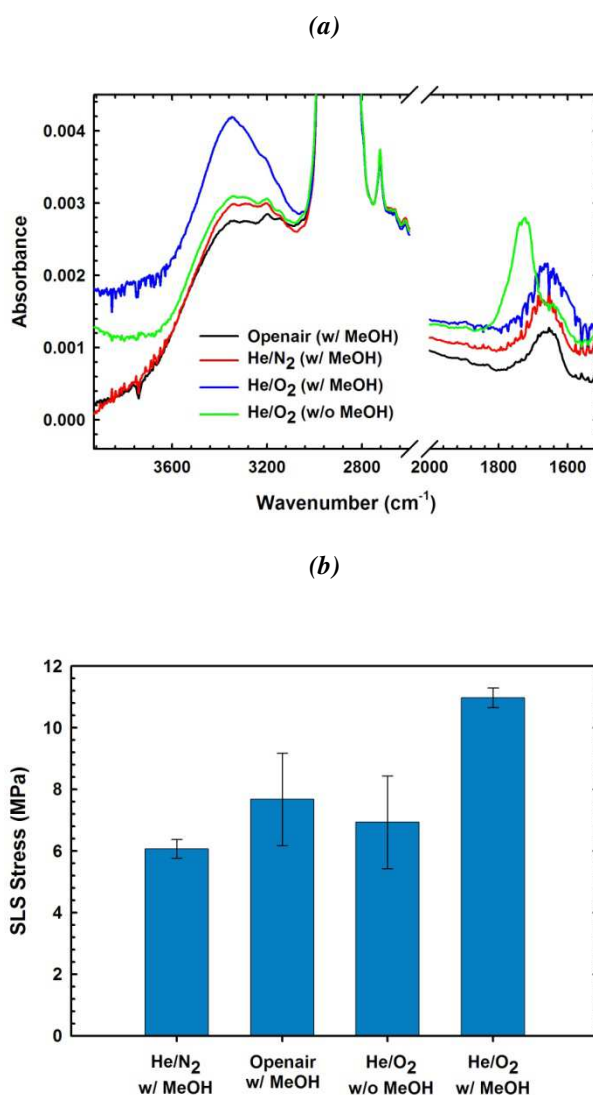 (a)
0.004
0.003
0.002
0.001
0.000
Absorbance
Openair (w/ MeOH)
He/N2 (w/ MeOH)
He/O2 (w/ MeOH)
He/O2 (w/o MeOH)
3600 3200 2800 2000 1800 1600
Wavenumber (cm-1)
(b)
12
10
8
6
4
2
0
SLS Stress (MPa)
He/N2 Openair He/O2 He/O2
w/ MeOH w/ MeOH w/o MeOH w/ MeOH